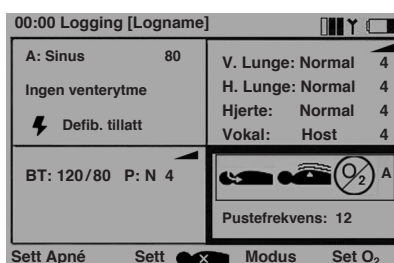 00:00 Logging [Logname]
A: Sinus 80
Ingen venterytme
Defib. tillatt
V. Lunge: Normal 4
H. Lunge: Normal 4
Hjerte: Normal 4
Vokal: Host 4
BT: 120/80 P: N 4
O₂ A
Pustefrekvens: 12
Sett Apné Sett X Modus Set O₂